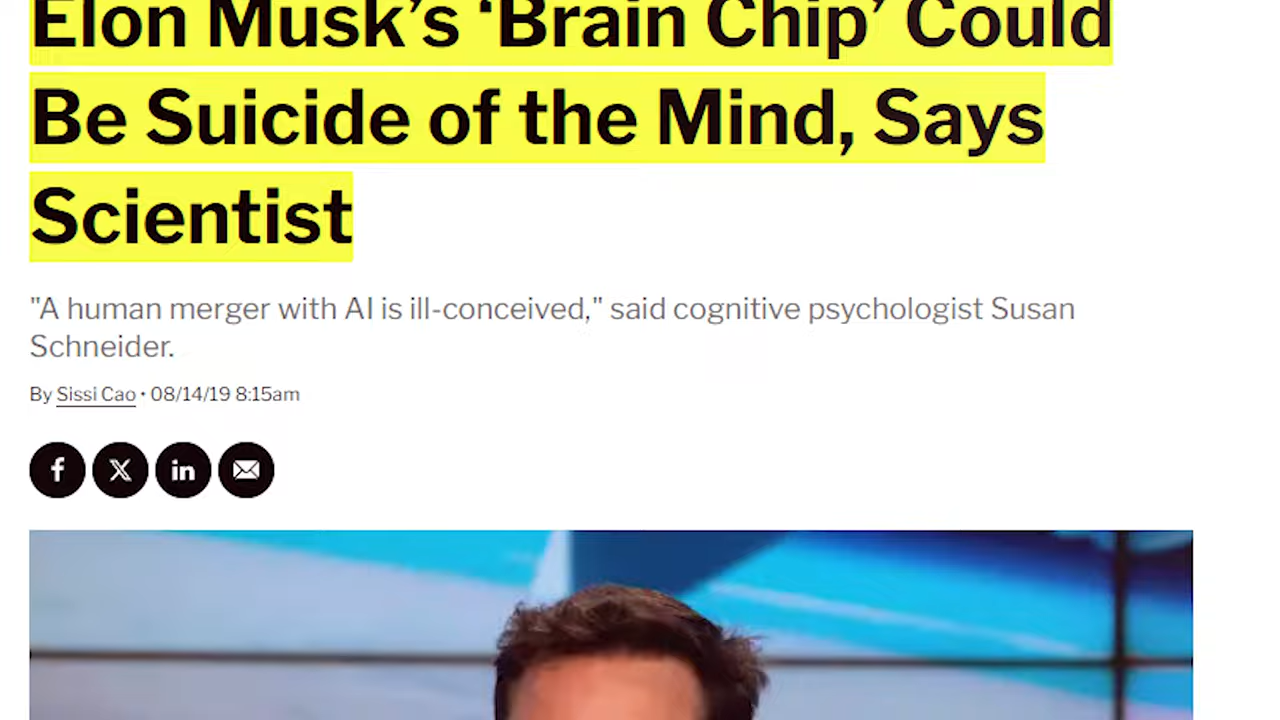 Elon Musk’s ‘Brain Chip’ Could
Be Suicide of the Mind, Says
Scientist
"A human merger with AI is ill-conceived," said cognitive psychologist Susan
Schneider.
By Sissi Cao • 08/14/19 8:15am